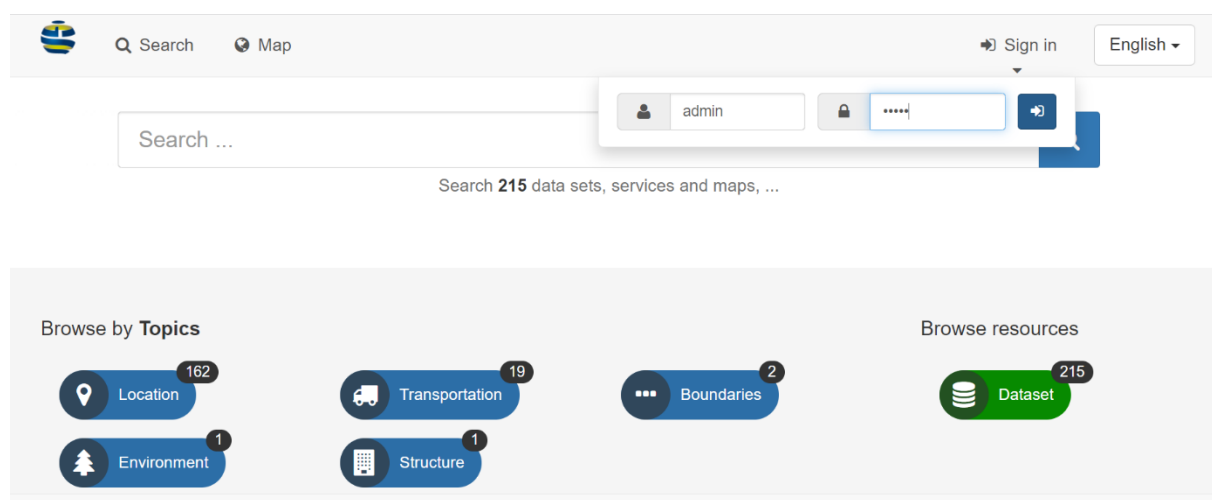 Search Map Sign in English
admin •••••
Search ...
Search 215 data sets, services and maps, ...
Browse by Topics Browse resources
162 19 2 215
Location Transportation Boundaries Dataset
1 1
Environment Structure